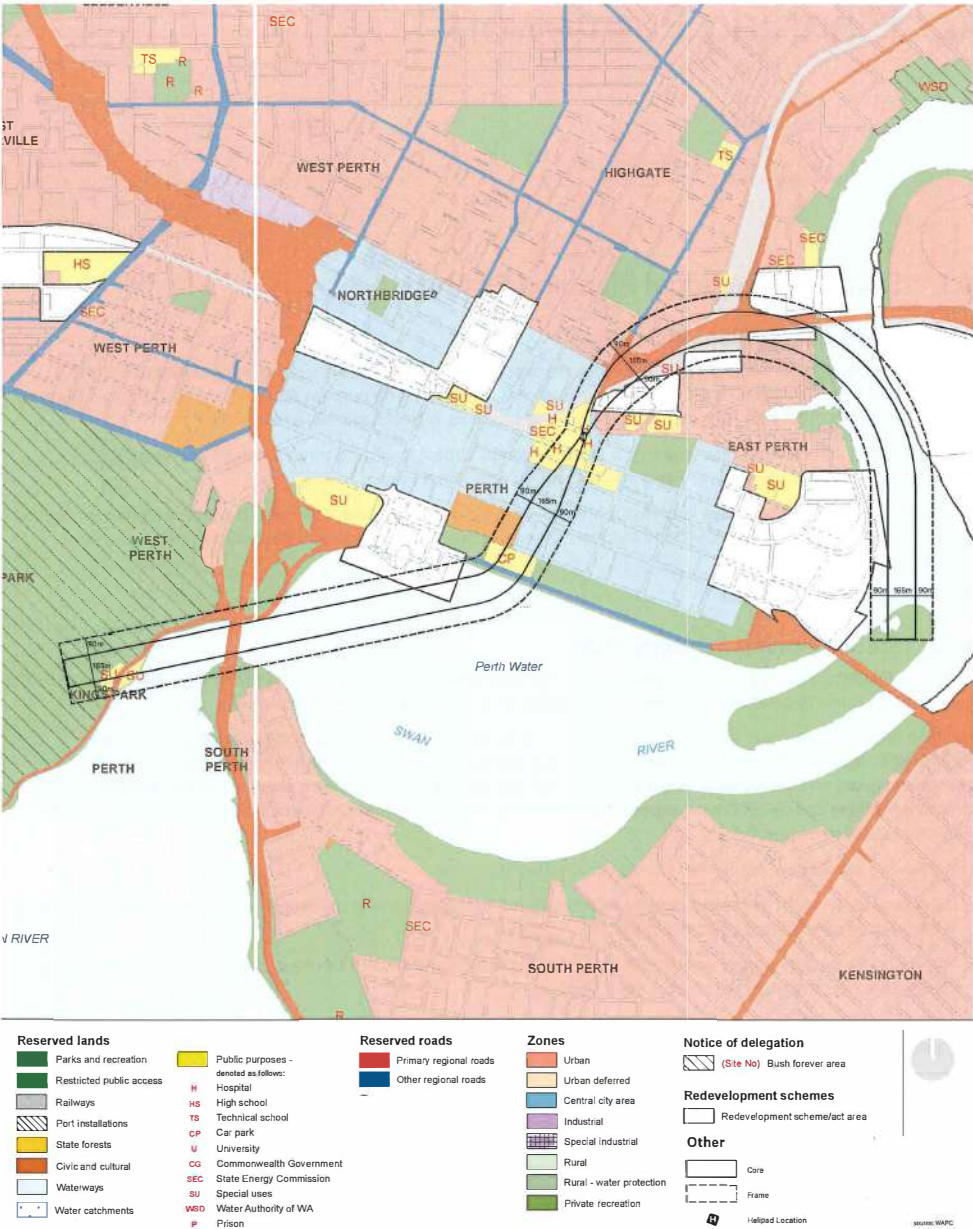 SEC
TS
R
R
R
WSD
ST
VILLE
WEST PERTH
HIGHGATE
TS
SEC
SEC
HS
SU
NORTHBRIDGE
SEC
WEST PERTH
90m
165m
90m
SU
SU
SU
SU
H
SEC
H
H
H
SU
SU
EAST PERTH
SU
SU
PERTH
90m
165m
90m
SU
WEST
PERTH
CP
PARK
90m
165m
90m
90m
165m
90m
SU
SU
KINGS PARK
Perth Water
SWAN
RIVER
PERTH
SOUTH
PERTH
R
SEC
N RIVER
SOUTH PERTH
KENSINGTON
R
Reserved lands
Parks and recreation
Restricted public access
Railways
Port installations
State forests
Civic and cultural
Waterways
Water catchments
Public purposes -
denoted as follows:
H Hospital
HS High school
TS Technical school
CP Car park
U University
CG Commonwealth Government
SEC State Energy Commission
SU Special uses
WSD Water Authority of WA
P Prison
Reserved roads
Primary regional roads
Other regional roads
Zones
Urban
Urban deferred
Central city area
Industrial
Special industrial
Rural
Rural - water protection
Private recreation
Notice of delegation
(Site No) Bush forever area
Redevelopment schemes
Redevelopment scheme/act area
Other
Core
Frame
H Helipad Location
source: WAPC